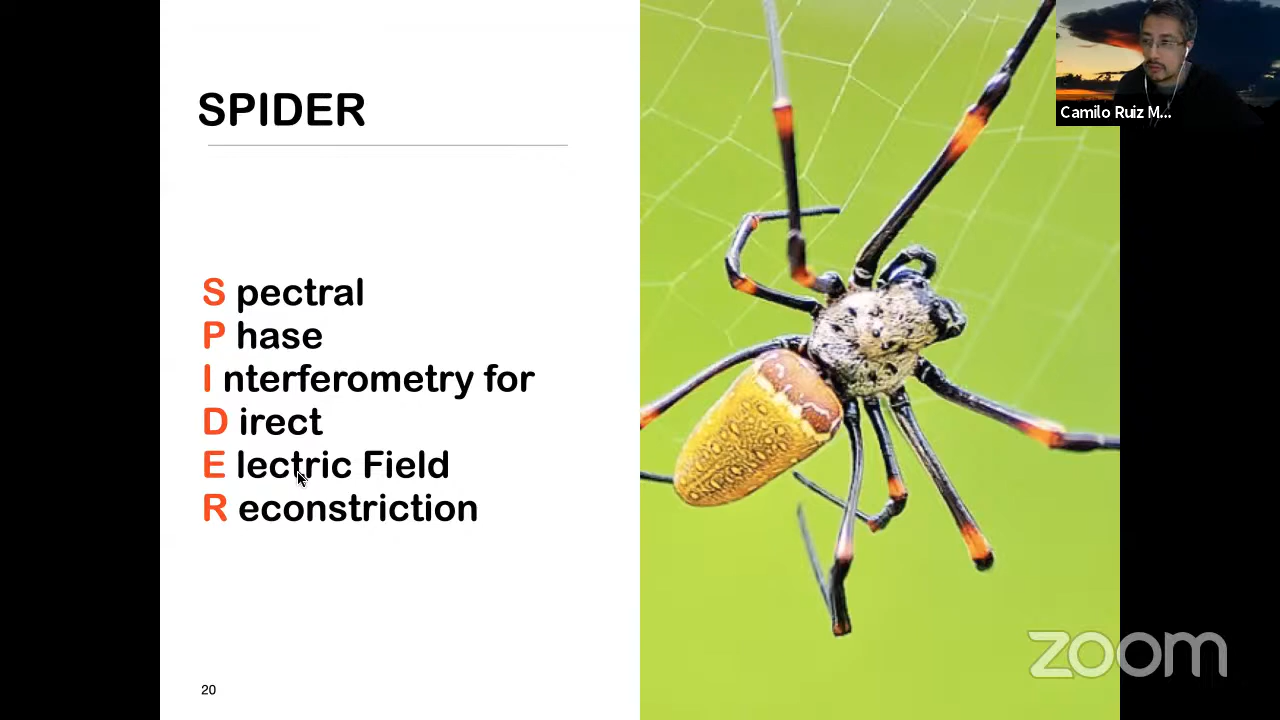 SPIDER
S pectral
P hase
I nterferometry for
D irect
E lectric Field
R econstriction
20
Camilo Ruiz M...
zoom